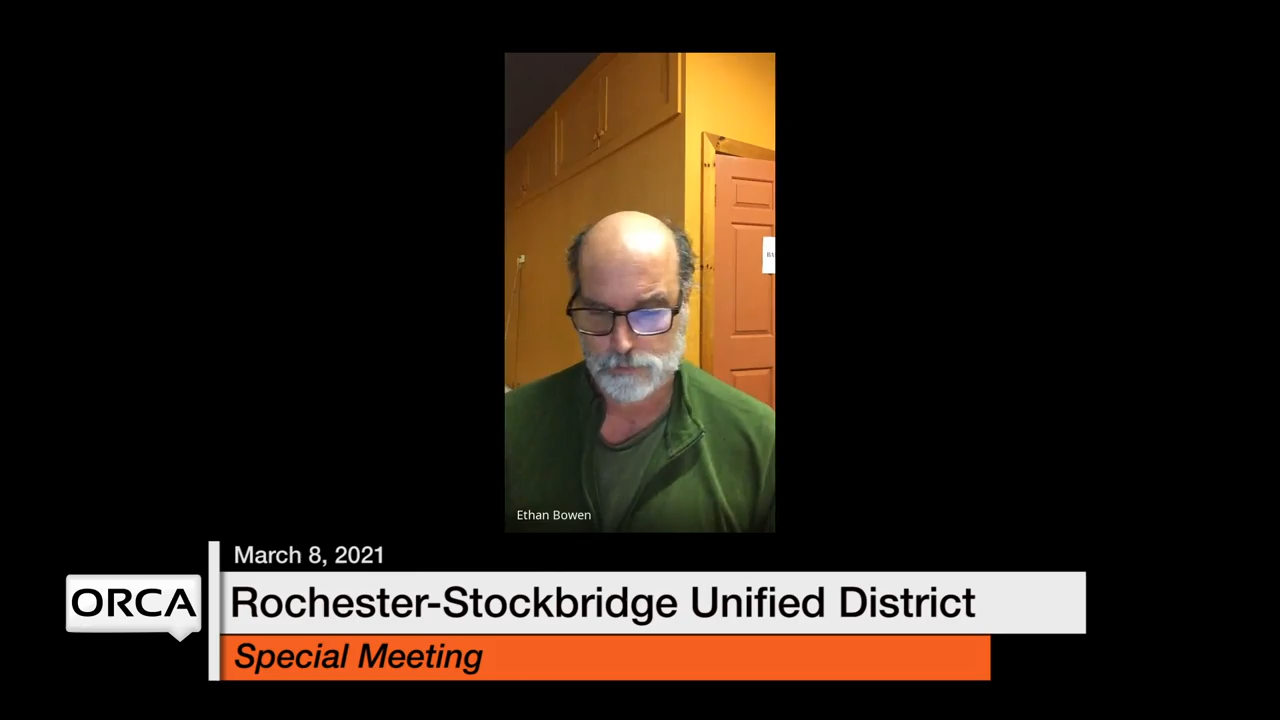 Ethan Bowen
March 8, 2021
ORCA
Rochester-Stockbridge Unified District
Special Meeting